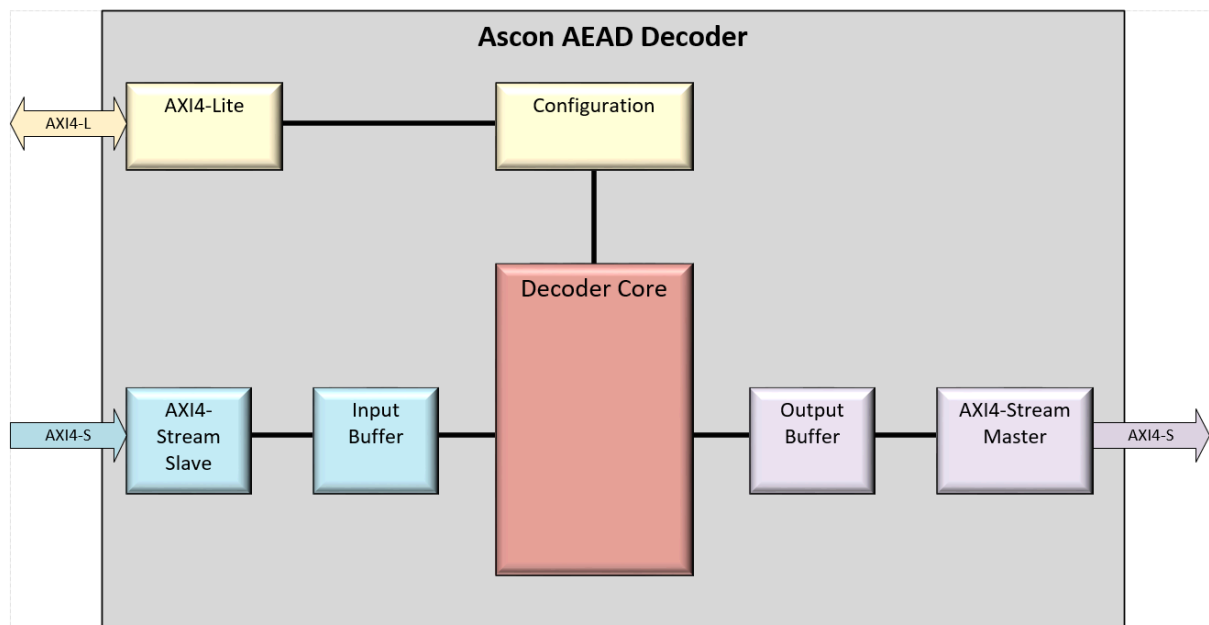 Ascon AEAD Decoder
AXI4-L
AXI4-Lite
Configuration
Decoder Core
AXI4-S
AXI4-
Stream
Slave
Input
Buffer
Output
Buffer
AXI4-Stream
Master
AXI4-S